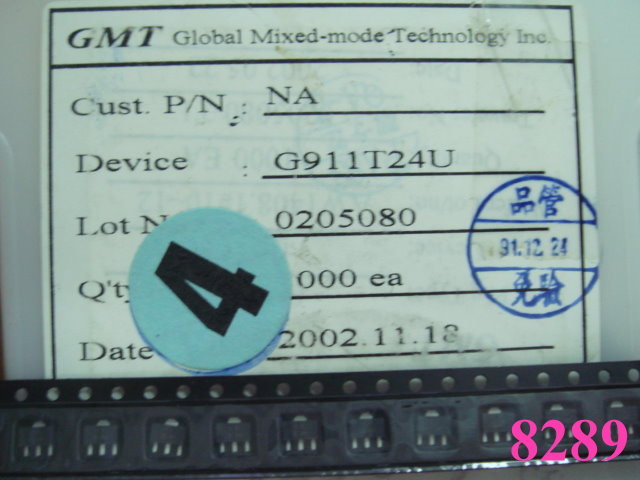 GMT Global Mixed-mode Technology Inc.
Cust. P/N : NA
Device : G911T24U
Lot 0205080
品管
91.12.24
Q'ty 000 ea
免驗
Date 2002.11.18
4
8289